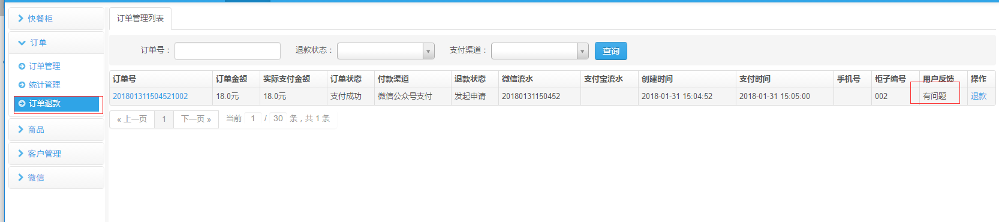 快餐柜
订单
订单管理
统计管理
订单退款
商品
客户管理
微信
订单管理列表
订单号： 退款状态： 支付渠道： 查询
订单号 订单金额 实际支付金额 订单状态 付款渠道 退款状态 微信流水 支付宝流水 创建时间 支付时间 手机号 柜子编号 用户反馈 操作
201801311504521002 18.0元 18.0元 支付成功 微信公众号支付 发起申请 20180131150452 2018-01-31 15:04:52 2018-01-31 15:05:00 002 有问题 退款
« 上一页 1 下一页 » 当前 1 / 30 条，共 1 条